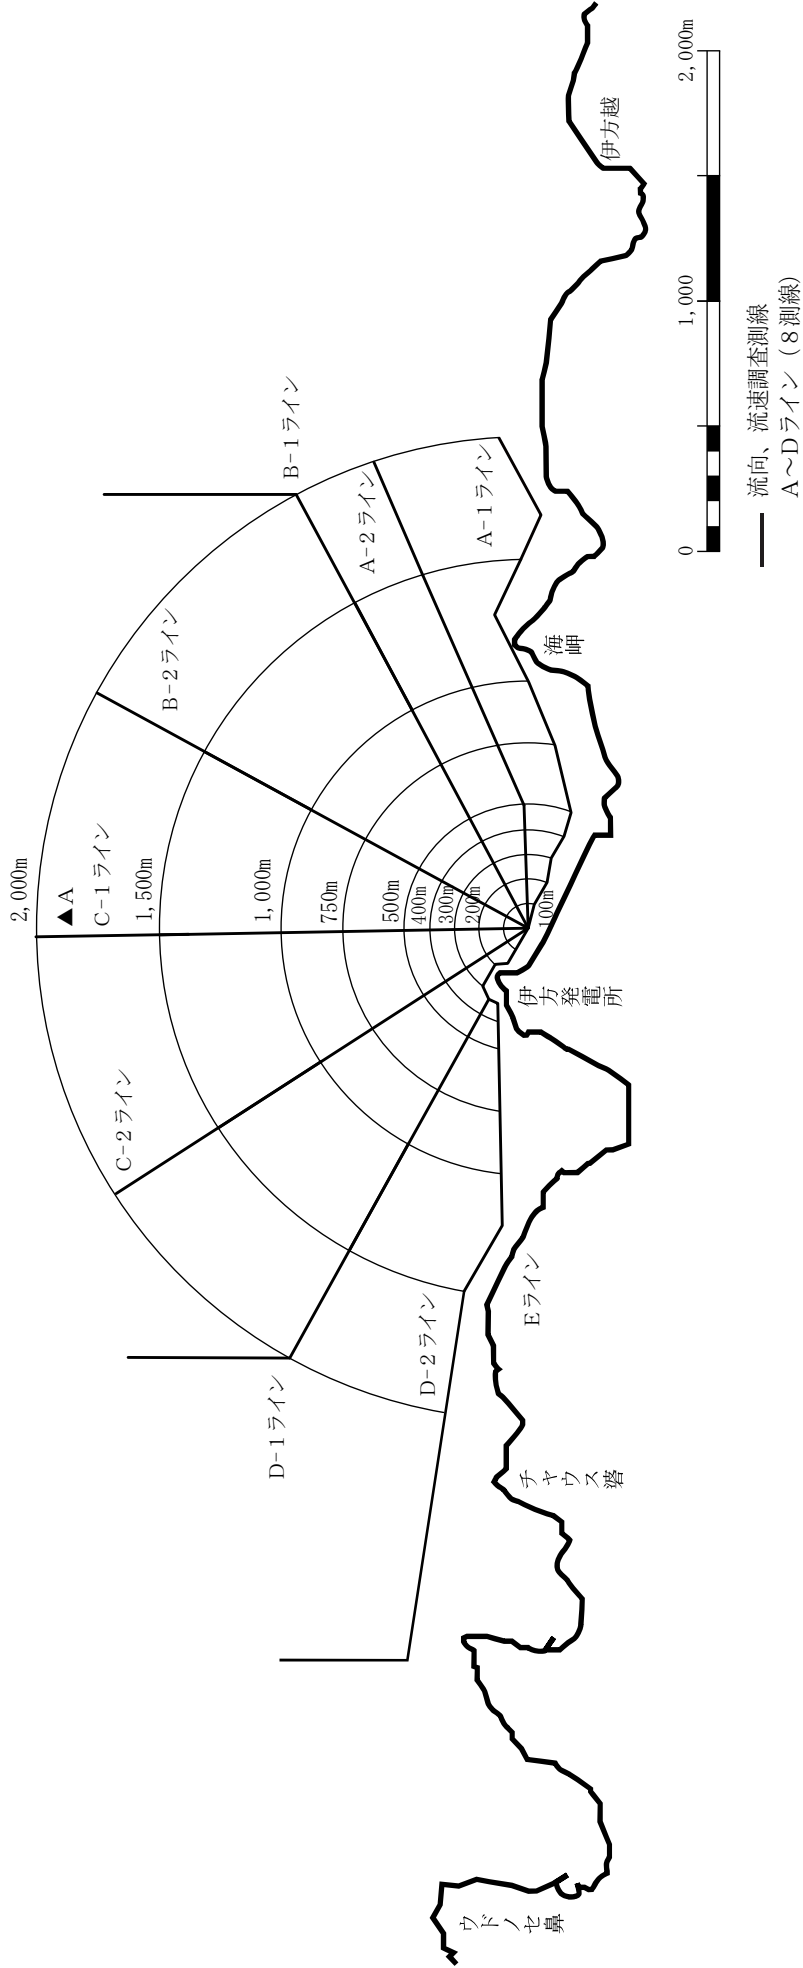 2,000m
▲A
C-1ライン
1,500m
1,000m
750m
500m
400m
300m
200m
100m
C-2ライン
B-2ライン
B-1ライン
A-2ライン
A-1ライン
D-1ライン
D-2ライン
Eライン
ウドノセ鼻
チャウス碆
伊方発電所
海岬
伊方越
0
1,000
2,000m
流向、流速調査測線
A～Dライン（８測線）